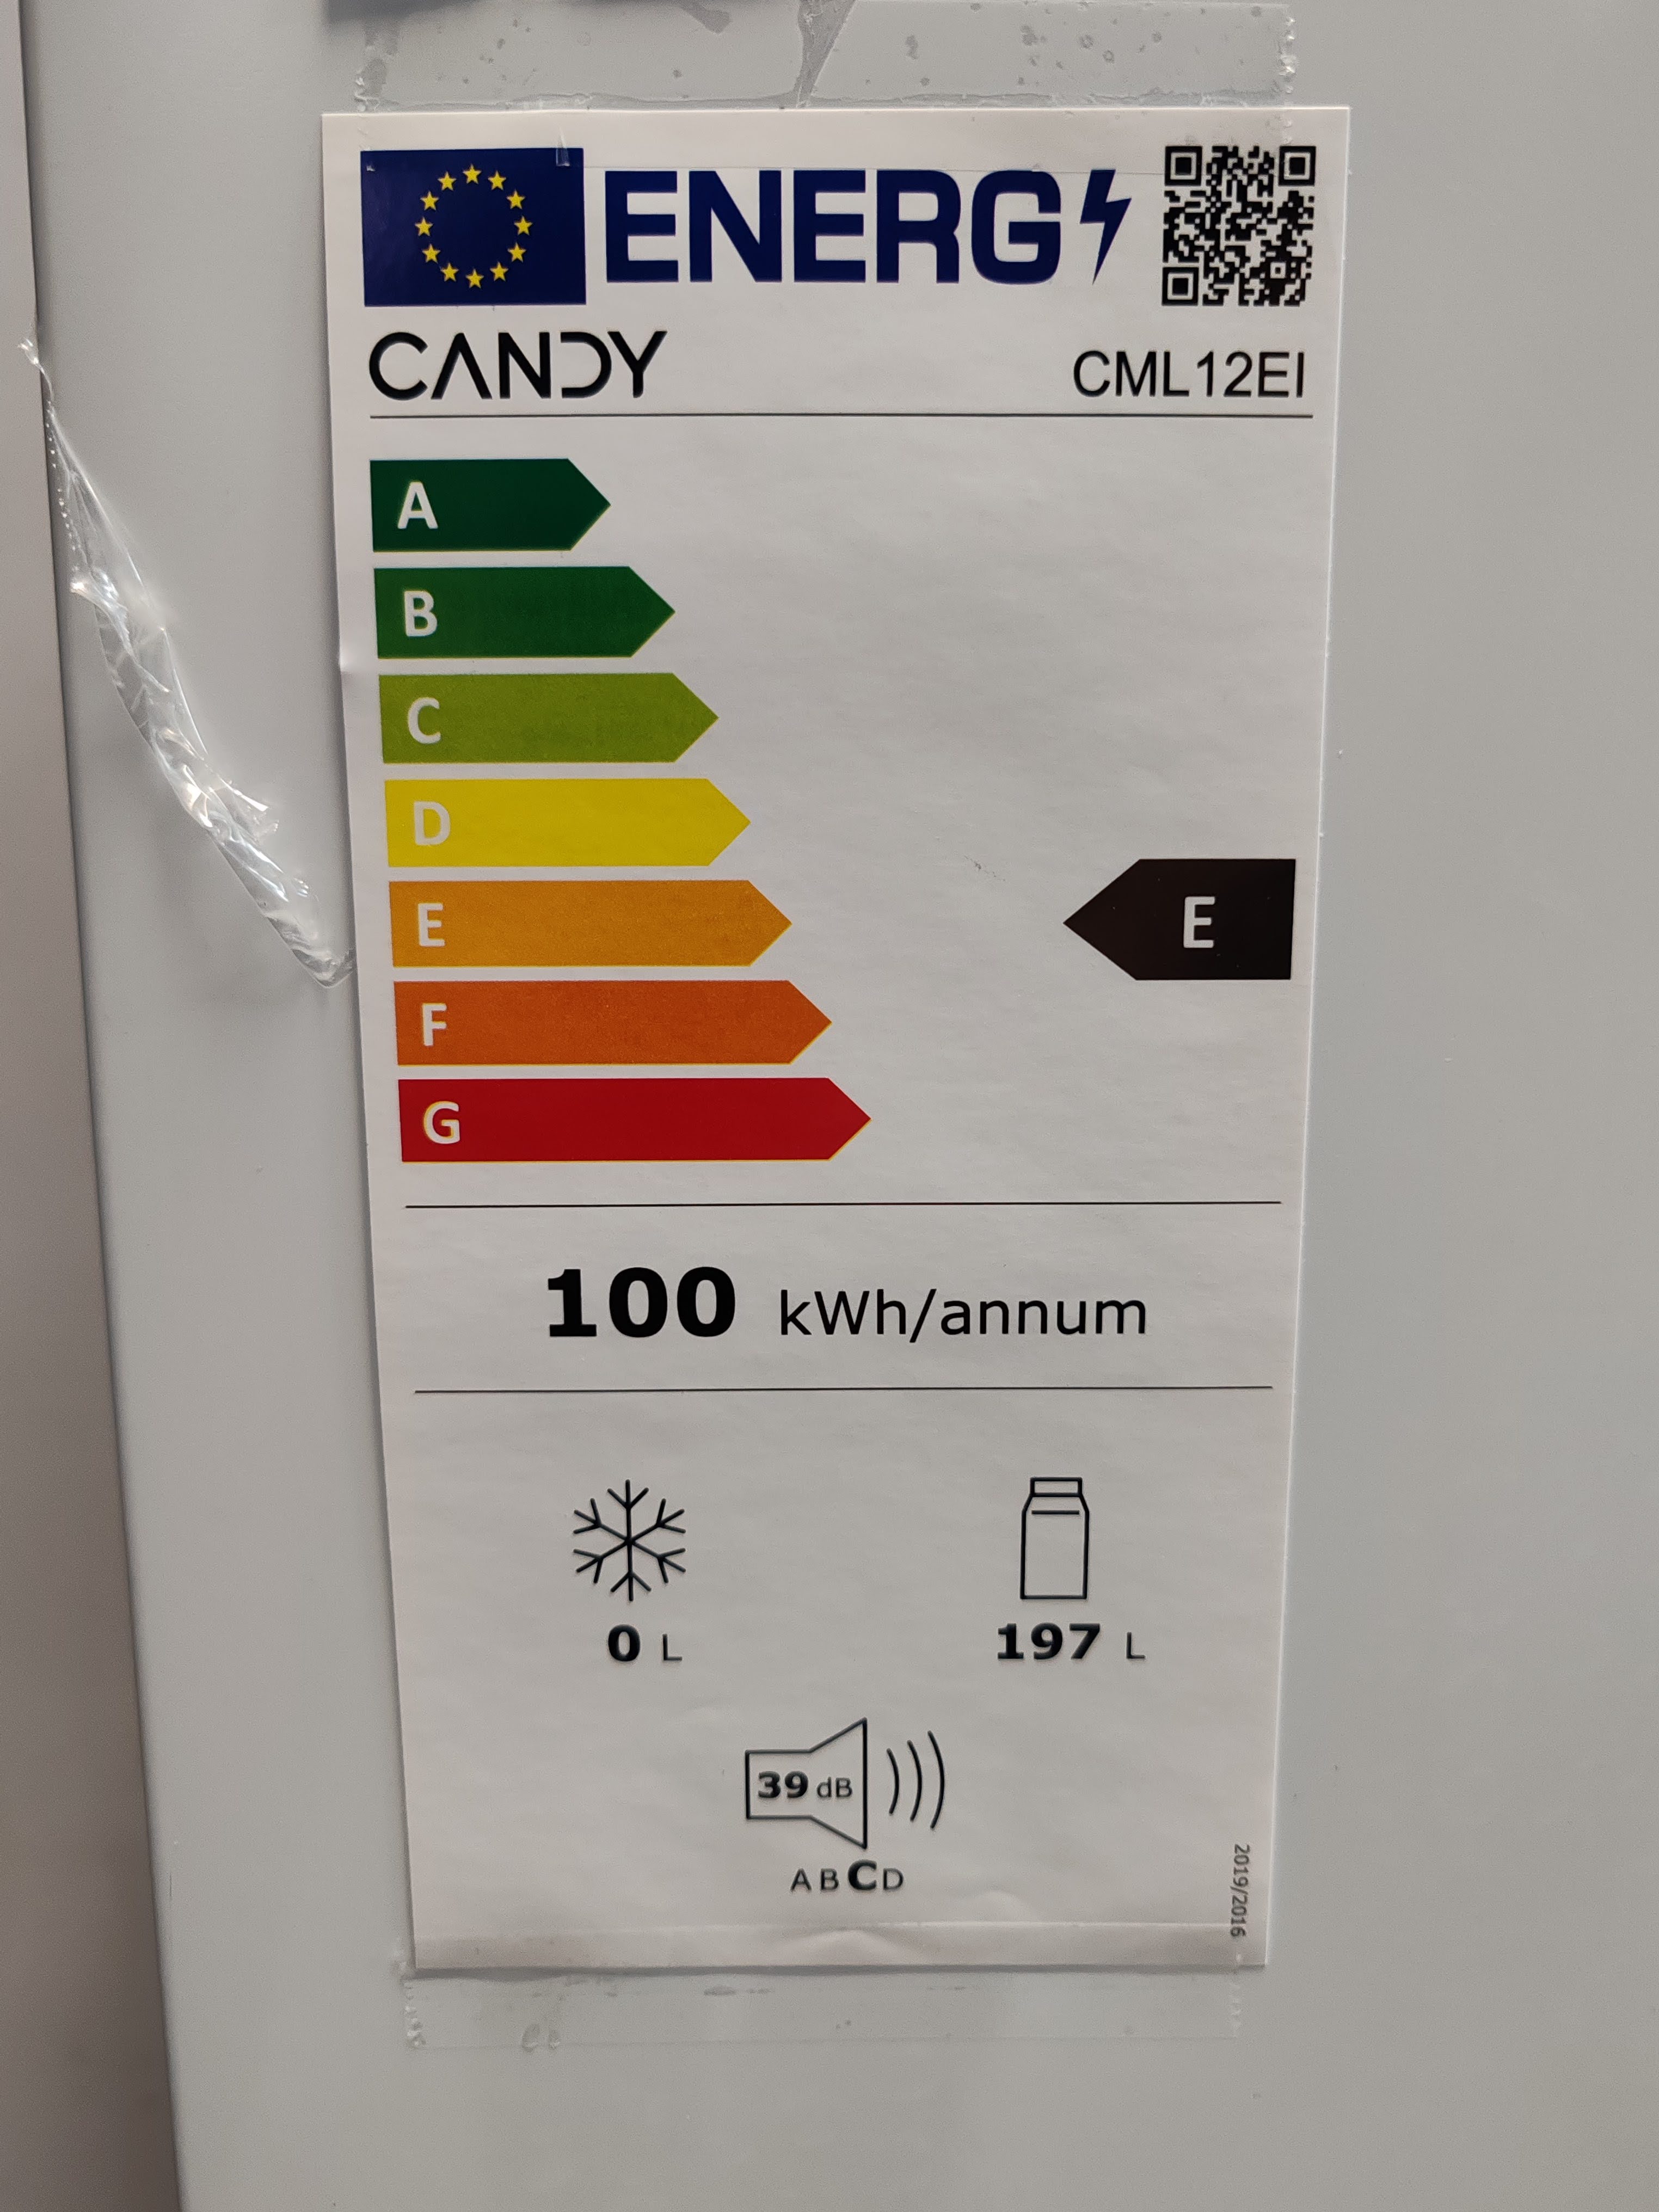 ENERG
CANDY CML12EI
A
B
C
D
E E
F
G
100 kWh/annum
0 L 197 L
39 dB
ABCD
2019/2016